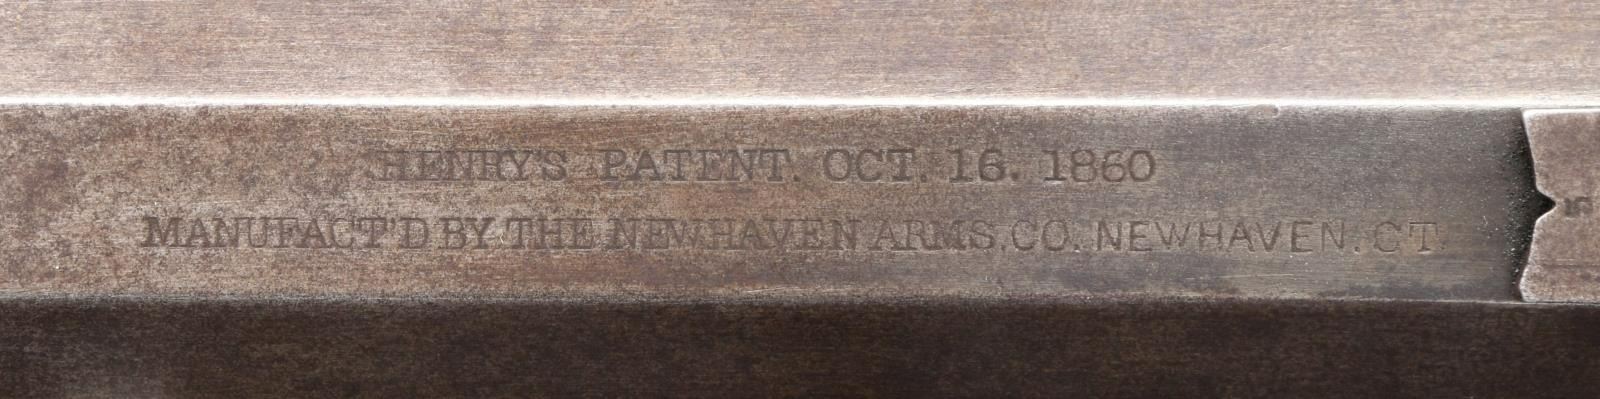 HENRY'S PATENT. OCT. 16. 1860
MANUFACT'D BY THE NEWHAVEN ARMS. CO. NEWHAVEN. CT.